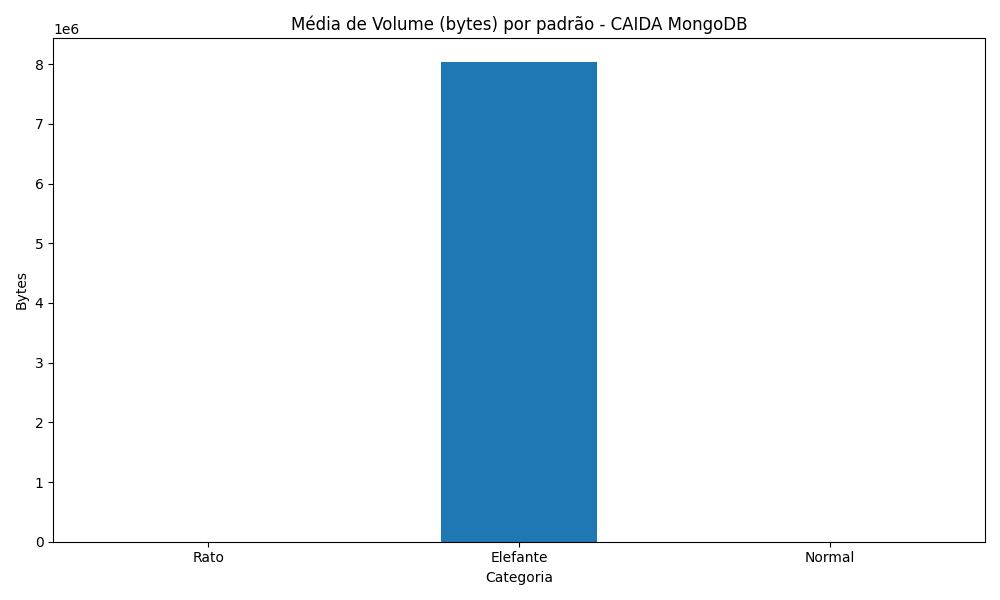 Média de Volume (bytes) por padrão - CAIDA MongoDB
1e6
8
7
6
5
4
3
2
1
0
Bytes
Rato Elefante Normal
Categoria